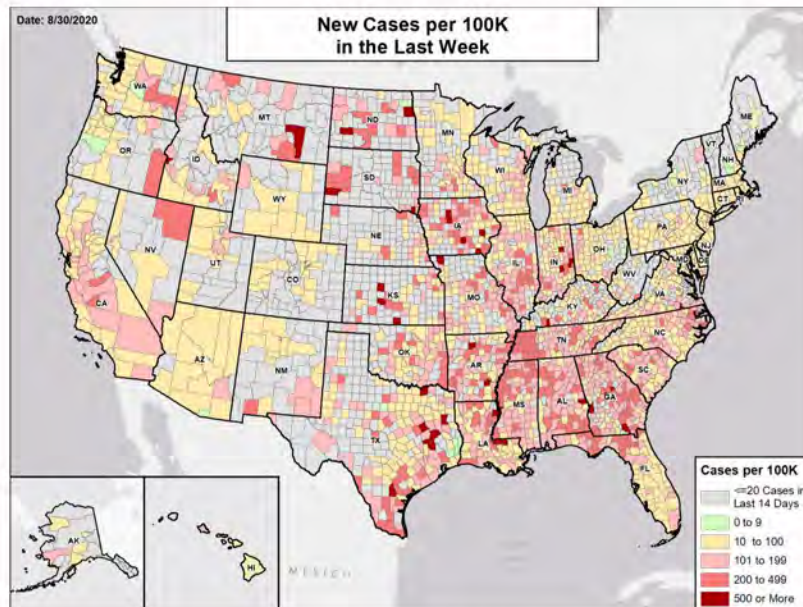 Date: 8/30/2020
New Cases per 100K
in the Last Week
WA
MT
ND
MN
ME
OR
ID
SD
WI
VT
NH
NY
MA
CT
MI
WY
NE
IA
PA
NJ
NV
UT
CO
IL
IN
OH
MD
DE
WV
VA
CA
KS
MO
KY
AZ
NM
OK
AR
TN
NC
SC
TX
LA
MS
AL
GA
FL
AK
HI
MEXICO
Cases per 100K
<=20 Cases in
Last 14 Days
0 to 9
10 to 100
101 to 199
200 to 499
500 or More